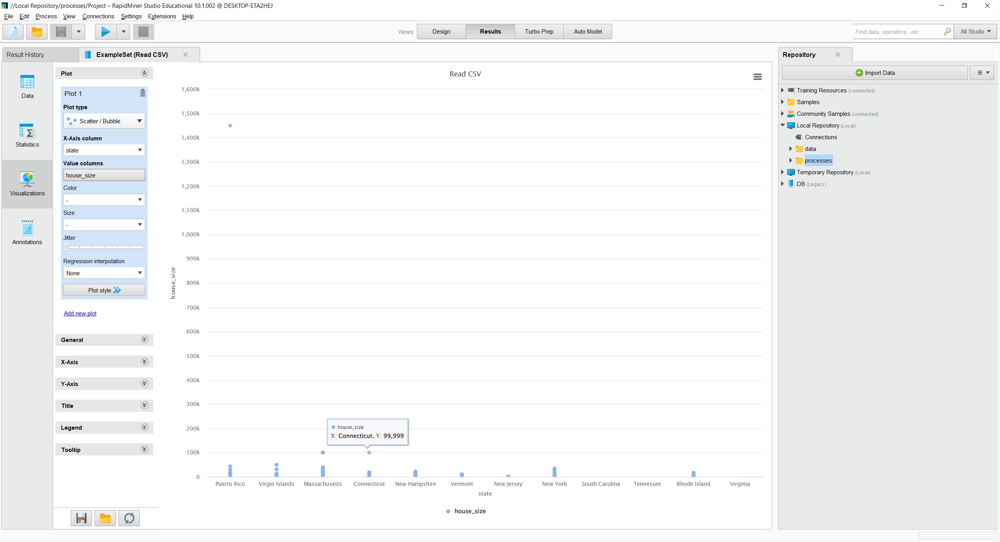 //Local Repository/processes/Project – RapidMiner Studio Educational 10.1.002 @ DESKTOP-ETA2HEJ
File Edit Process View Connections Settings Extensions Help
Views: Design Results Turbo Prep Auto Model
Find data, operators...etc All Studio
Result History
ExampleSet (Read CSV)
Data
Statistics
Visualizations
Annotations
Plot
Plot 1
Plot type
Scatter / Bubble
X-Axis column
state
Value columns
house_size
Color
-
Size
-
Jitter
Regression interpolation
None
Plot style
Add new plot
General
X-Axis
Y-Axis
Title
Legend
Tooltip
Read CSV
1,600k
1,500k
1,400k
1,300k
1,200k
1,100k
1,000k
900k
800k
700k
600k
500k
400k
300k
200k
100k
0
house_size
house_size
X: Connecticut, Y: 99,999
Puerto Rico Virgin Islands Massachusetts Connecticut New Hampshire Vermont New Jersey New York South Carolina Tennessee Rhode Island Virginia
state
house_size
Repository
Import Data
Training Resources (connected)
Samples
Community Samples (connected)
Local Repository (Local)
Connections
data
processes
Temporary Repository (Local)
DB (Legacy)